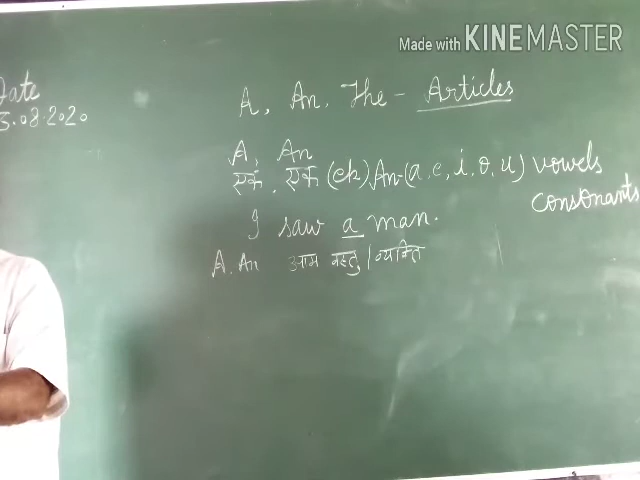 Made with KINEMASTER
Date
3.08.2020
A, An, The - Articles
A, An
एक, एक (ek) An-(a, e, i, o, u) vowels
consonants
I saw a man.
A. An आम वस्तु/व्यक्ति